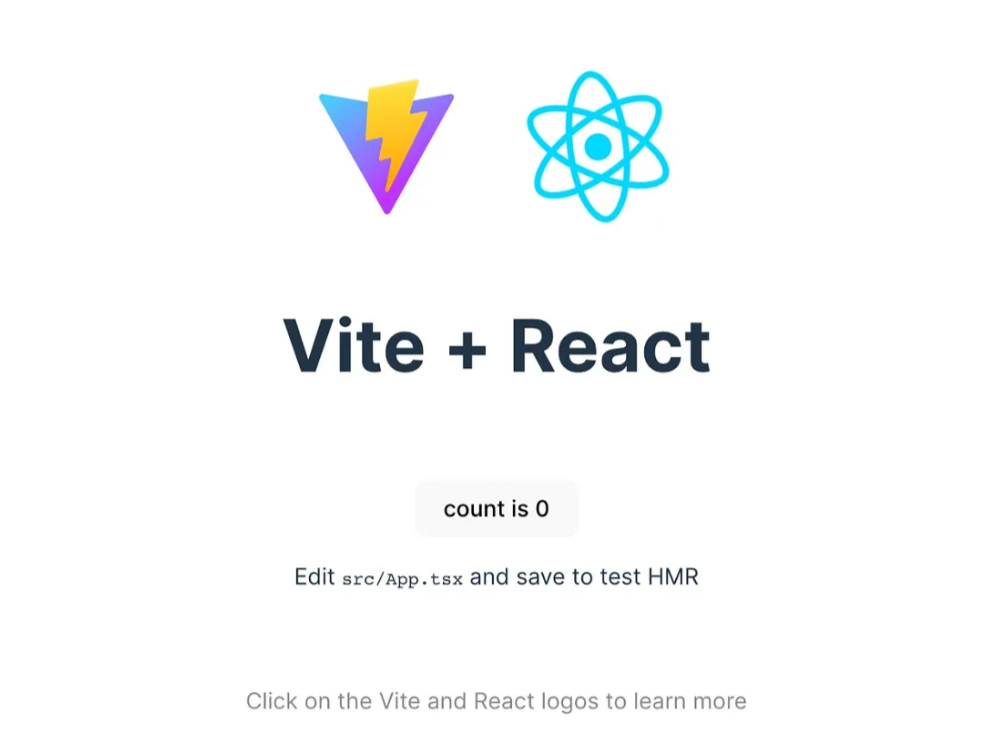 Vite + React
count is 0
Edit src/App.tsx and save to test HMR
Click on the Vite and React logos to learn more